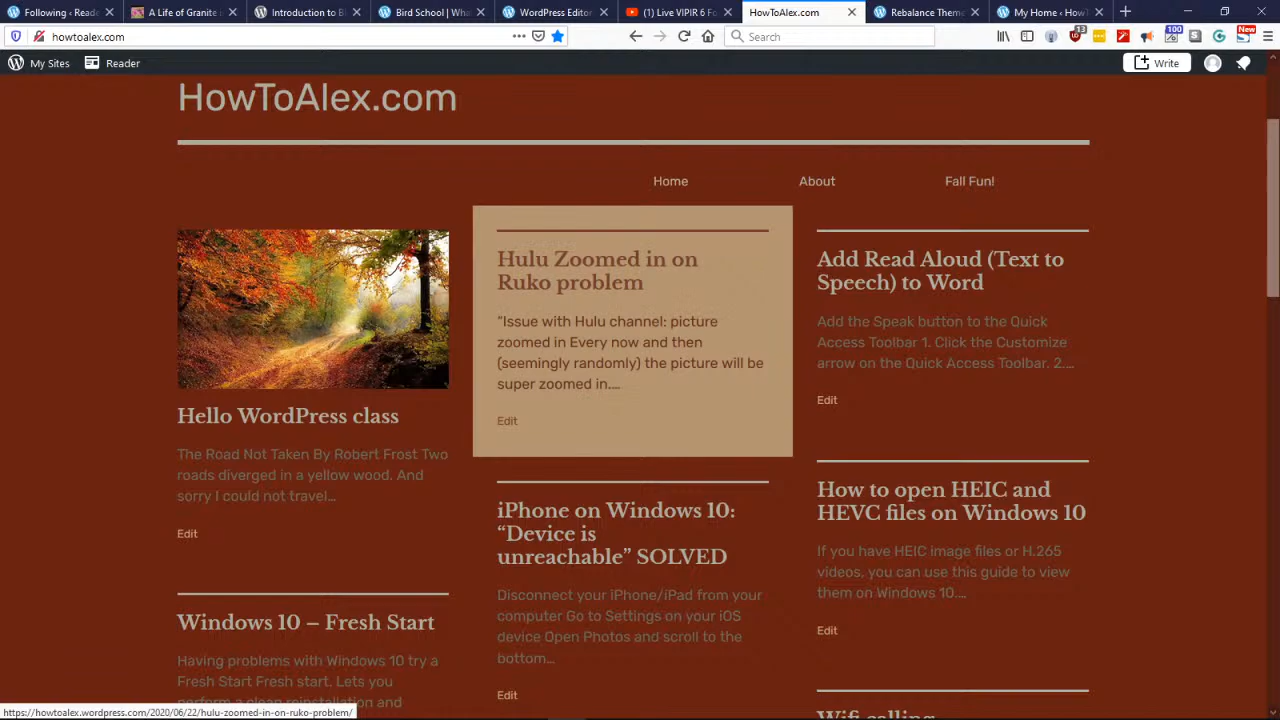 Following ‹ Reade
A Life of Granite i
Introduction to Bl
Bird School | Wha
WordPress Editor
(1) Live VIPIR 6 Fo
HowToAlex.com
Rebalance Them
My Home ‹ HowT
howtoalex.com
Search
13
100
New
My Sites
Reader
Write
HowToAlex.com
Home
About
Fall Fun!
Hello WordPress class
The Road Not Taken By Robert Frost Two
roads diverged in a yellow wood. And
sorry I could not travel…
Edit
Windows 10 – Fresh Start
Having problems with Windows 10 try a
Fresh Start Fresh start. Lets you
perform a clean reinstallation and
Hulu Zoomed in on
Ruko problem
“Issue with Hulu channel: picture
zoomed in Every now and then
(seemingly randomly) the picture will be
super zoomed in.…
Edit
iPhone on Windows 10:
“Device is
unreachable” SOLVED
Disconnect your iPhone/iPad from your
computer Go to Settings on your iOS
device Open Photos and scroll to the
bottom…
Edit
Add Read Aloud (Text to
Speech) to Word
Add the Speak button to the Quick
Access Toolbar 1. Click the Customize
arrow on the Quick Access Toolbar. 2.…
Edit
How to open HEIC and
HEVC files on Windows 10
If you have HEIC image files or H.265
videos, you can use this guide to view
them on Windows 10.…
Edit
Wifi calling
https://howtoalex.wordpress.com/2020/06/22/hulu-zoomed-in-on-ruko-problem/